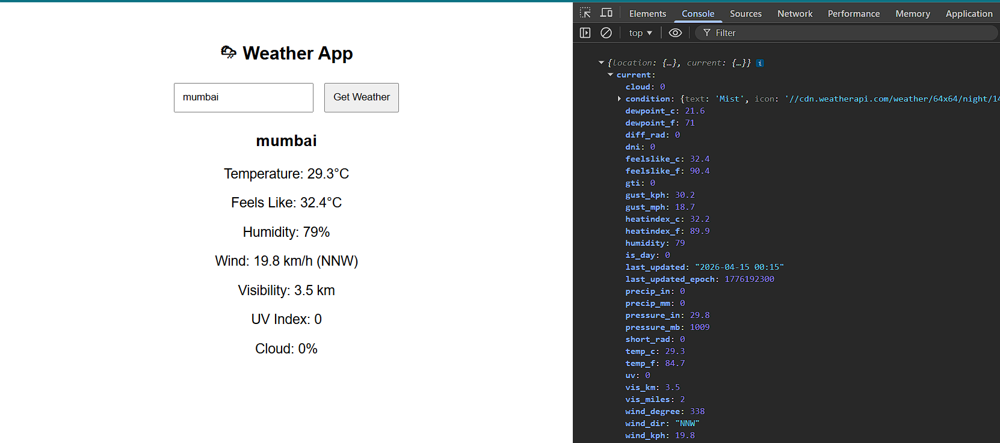 Weather App
mumbai
Get Weather
mumbai
Temperature: 29.3°C
Feels Like: 32.4°C
Humidity: 79%
Wind: 19.8 km/h (NNW)
Visibility: 3.5 km
UV Index: 0
Cloud: 0%
Elements Console Sources Network Performance Memory Application
top Filter
{location: {…}, current: {…}} i
current:
cloud: 0
condition: {text: 'Mist', icon: '//cdn.weatherapi.com/weather/64x64/night/14
dewpoint_c: 21.6
dewpoint_f: 71
diff_rad: 0
dni: 0
feelslike_c: 32.4
feelslike_f: 90.4
gti: 0
gust_kph: 30.2
gust_mph: 18.7
heatindex_c: 32.2
heatindex_f: 89.9
humidity: 79
is_day: 0
last_updated: "2026-04-15 00:15"
last_updated_epoch: 1776192300
precip_in: 0
precip_mm: 0
pressure_in: 29.8
pressure_mb: 1009
short_rad: 0
temp_c: 29.3
temp_f: 84.7
uv: 0
vis_km: 3.5
vis_miles: 2
wind_degree: 338
wind_dir: "NNW"
wind_kph: 19.8